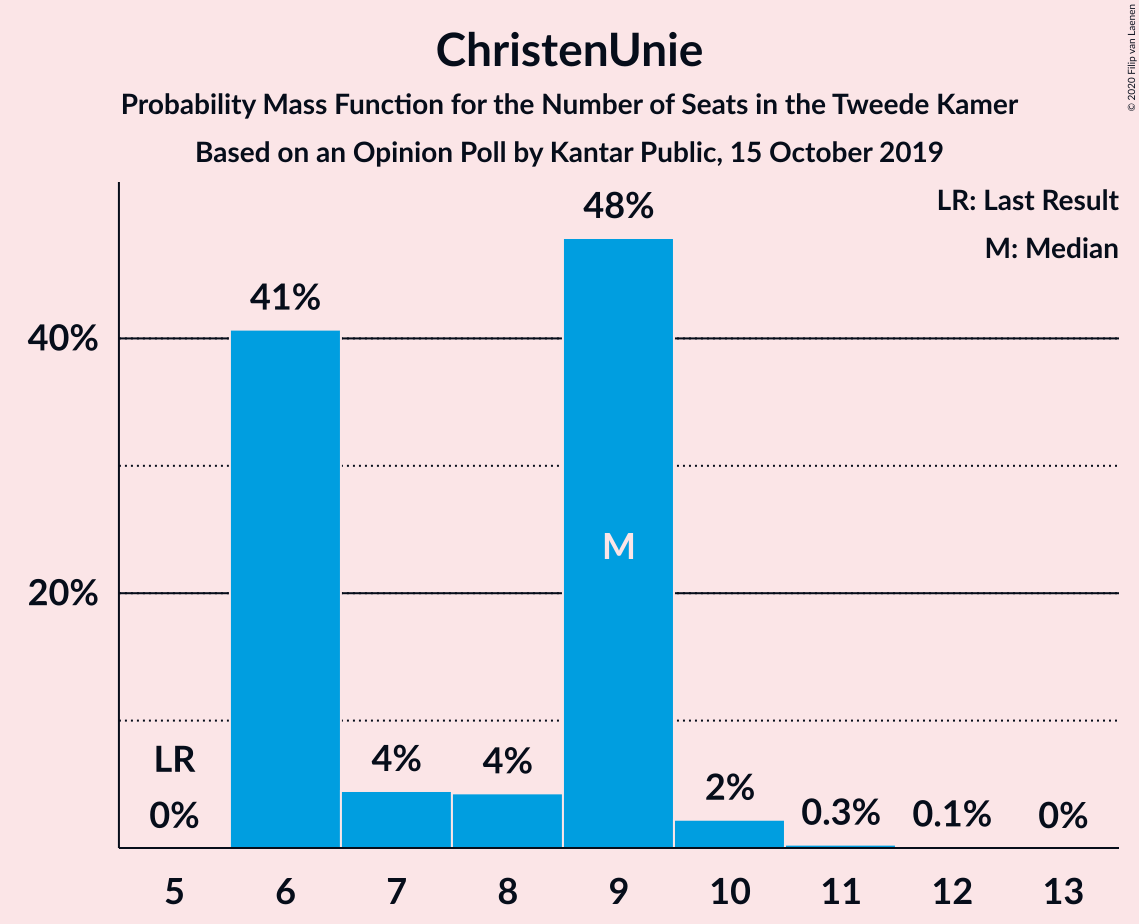 ChristenUnie
Probability Mass Function for the Number of Seats in the Tweede Kamer
Based on an Opinion Poll by Kantar Public, 15 October 2019
© 2020 Filip van Laenen
LR: Last Result
M: Median
48%
41%
40%
M
20%
LR
0%
4%
4%
2%
0.3%
0.1%
0%
5 6 7 8 9 10 11 12 13